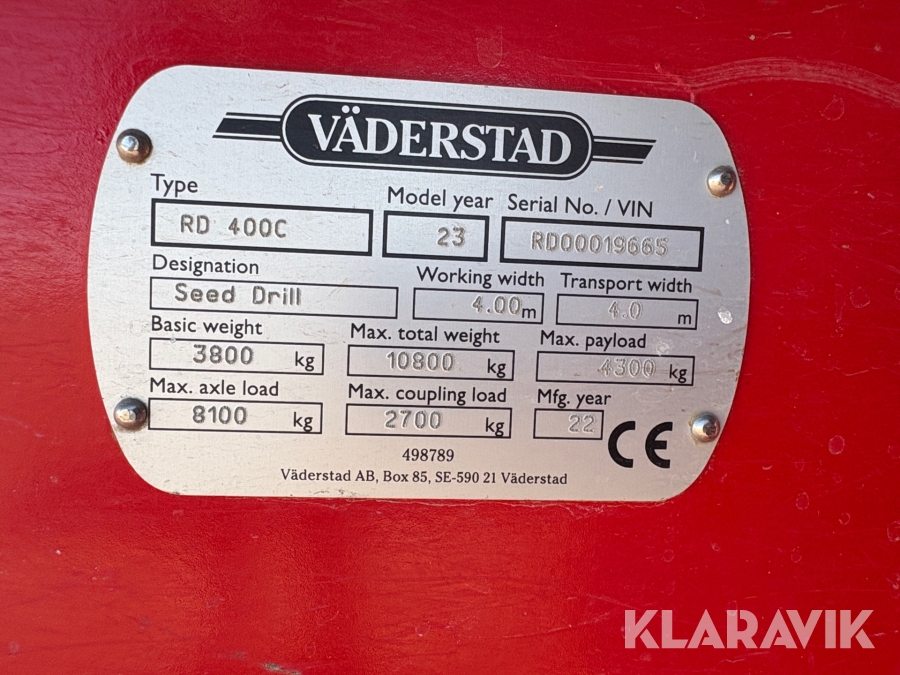 VÄDERSTAD
Type Model year Serial No. / VIN
RD 400C 23 RD00019665
Designation Working width Transport width
Seed Drill 4.00m 4.0 m
Basic weight Max. total weight Max. payload
3800 kg 10800 kg 4300 kg
Max. axle load Max. coupling load Mfg. year
8100 kg 2700 kg 22
CE
498789
Väderstad AB, Box 85, SE-590 21 Väderstad
KLARAVIK